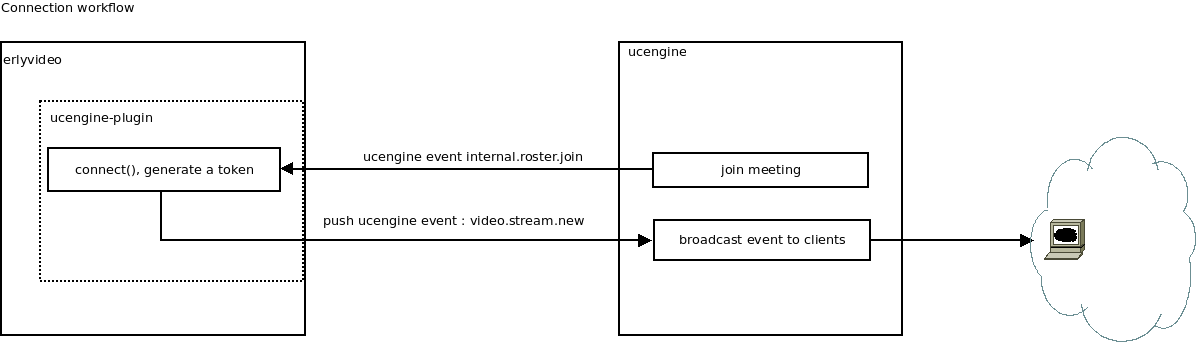 Connection workflow
erlyvideo
ucengine
ucengine-plugin
connect(), generate a token
ucengine event internal.roster.join
join meeting
push ucengine event : video.stream.new
broadcast event to clients